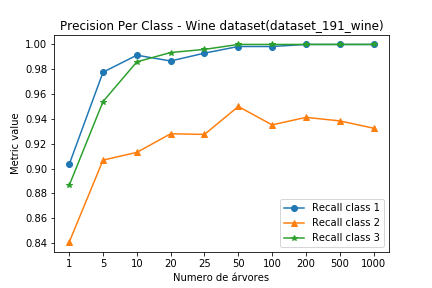 Precision Per Class - Wine dataset(dataset_191_wine)
Metric value
1.00
0.98
0.96
0.94
0.92
0.90
0.88
0.86
0.84
Recall class 1
Recall class 2
Recall class 3
1 5 10 20 25 50 100 200 500 1000
Numero de árvores